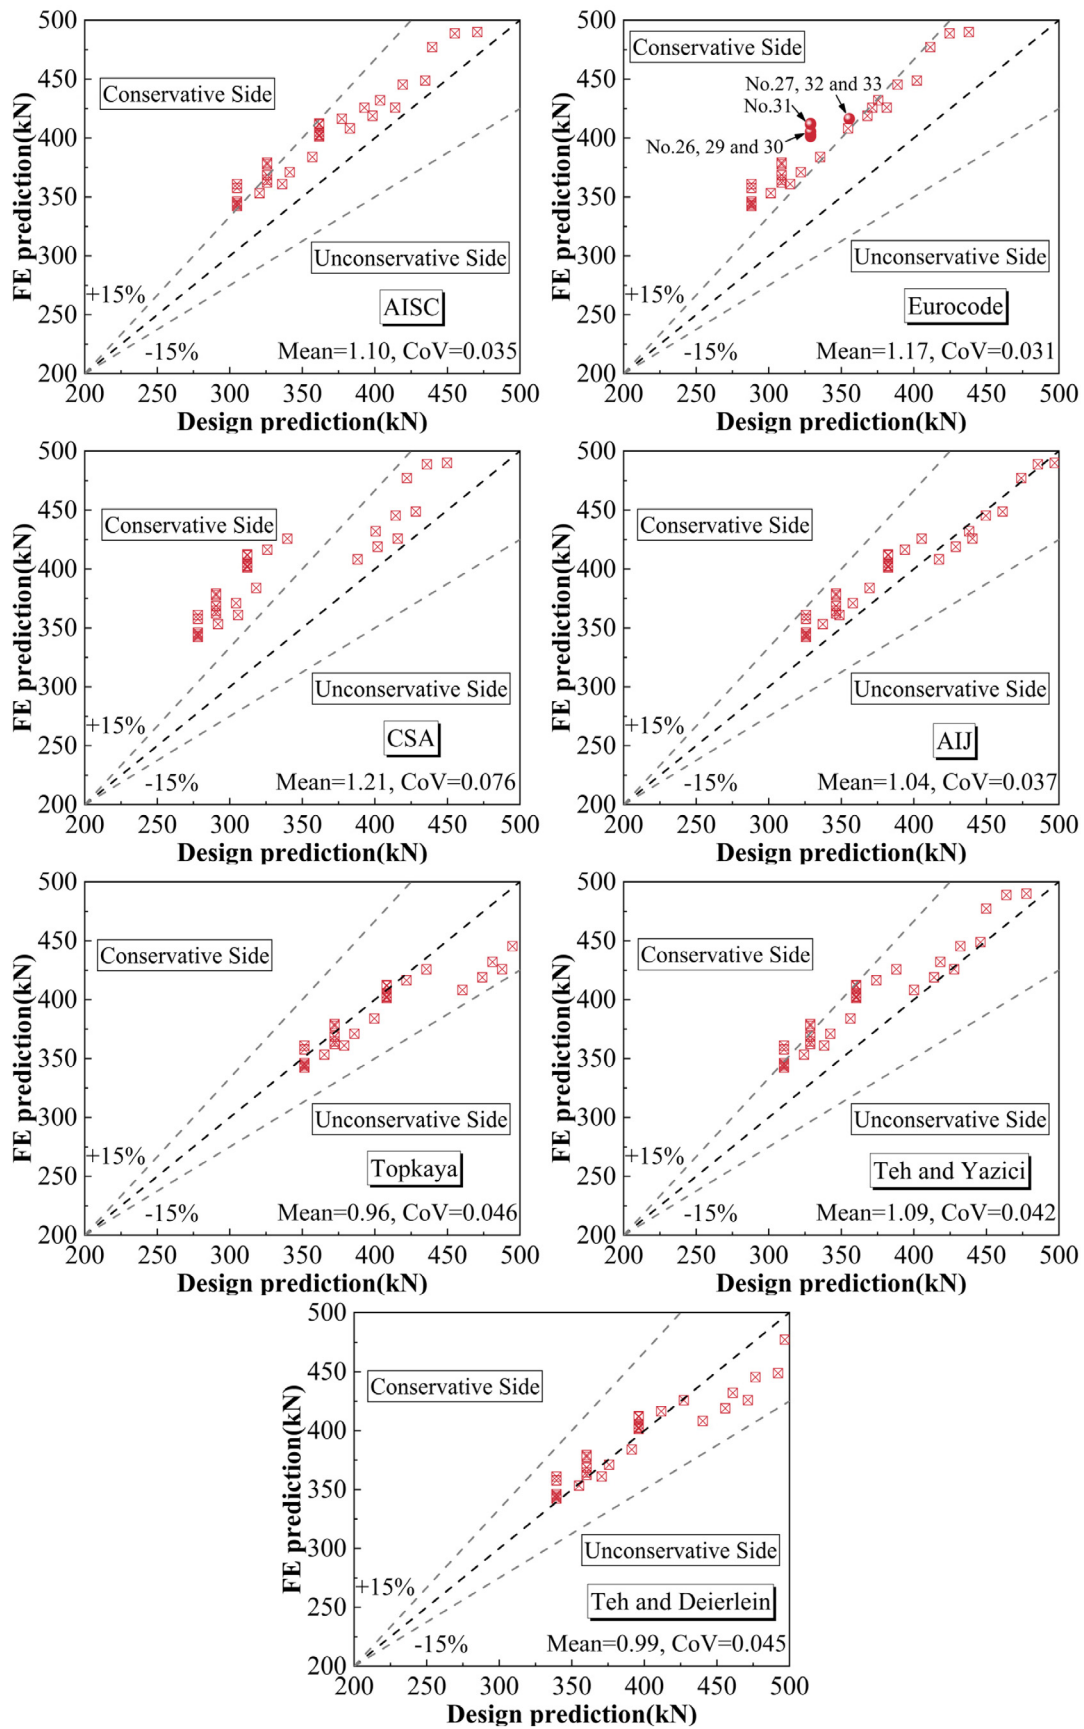 500
450
400
350
300
250
200
FE prediction(kN)
Conservative Side
Unconservative Side
+15%
-15%
AISC
Mean=1.10, CoV=0.035
200 250 300 350 400 450 500
Design prediction(kN)
500
450
400
350
300
250
200
FE prediction(kN)
Conservative Side
No.27, 32 and 33
No.31
No.26, 29 and 30
Unconservative Side
+15%
-15%
Eurocode
Mean=1.17, CoV=0.031
200 250 300 350 400 450 500
Design prediction(kN)
500
450
400
350
300
250
200
FE prediction(kN)
Conservative Side
Unconservative Side
+15%
-15%
CSA
Mean=1.21, CoV=0.076
200 250 300 350 400 450 500
Design prediction(kN)
500
450
400
350
300
250
200
FE prediction(kN)
Conservative Side
Unconservative Side
+15%
-15%
AIJ
Mean=1.04, CoV=0.037
200 250 300 350 400 450 500
Design prediction(kN)
500
450
400
350
300
250
200
FE prediction(kN)
Conservative Side
Unconservative Side
+15%
-15%
Topkaya
Mean=0.96, CoV=0.046
200 250 300 350 400 450 500
Design prediction(kN)
500
450
400
350
300
250
200
FE prediction(kN)
Conservative Side
Unconservative Side
+15%
-15%
Teh and Yazici
Mean=1.09, CoV=0.042
200 250 300 350 400 450 500
Design prediction(kN)
500
450
400
350
300
250
200
FE prediction(kN)
Conservative Side
Unconservative Side
+15%
-15%
Teh and Deierlein
Mean=0.99, CoV=0.045
200 250 300 350 400 450 500
Design prediction(kN)